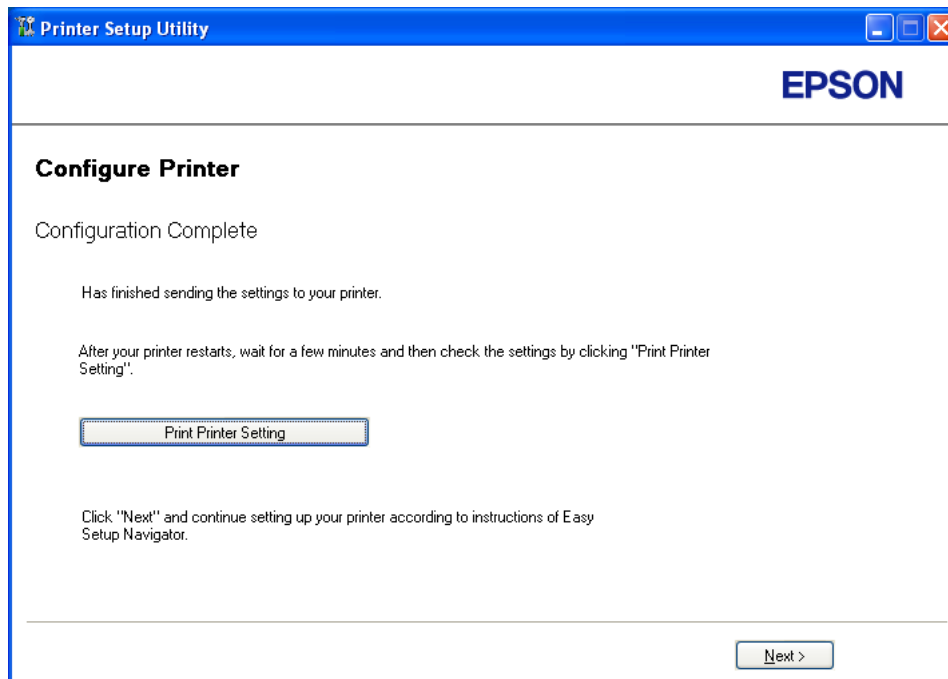 Printer Setup Utility
EPSON
Configure Printer
Configuration Complete
Has finished sending the settings to your printer.
After your printer restarts, wait for a few minutes and then check the settings by clicking "Print Printer
Setting".
Print Printer Setting
Click "Next" and continue setting up your printer according to instructions of Easy
Setup Navigator.
Next >